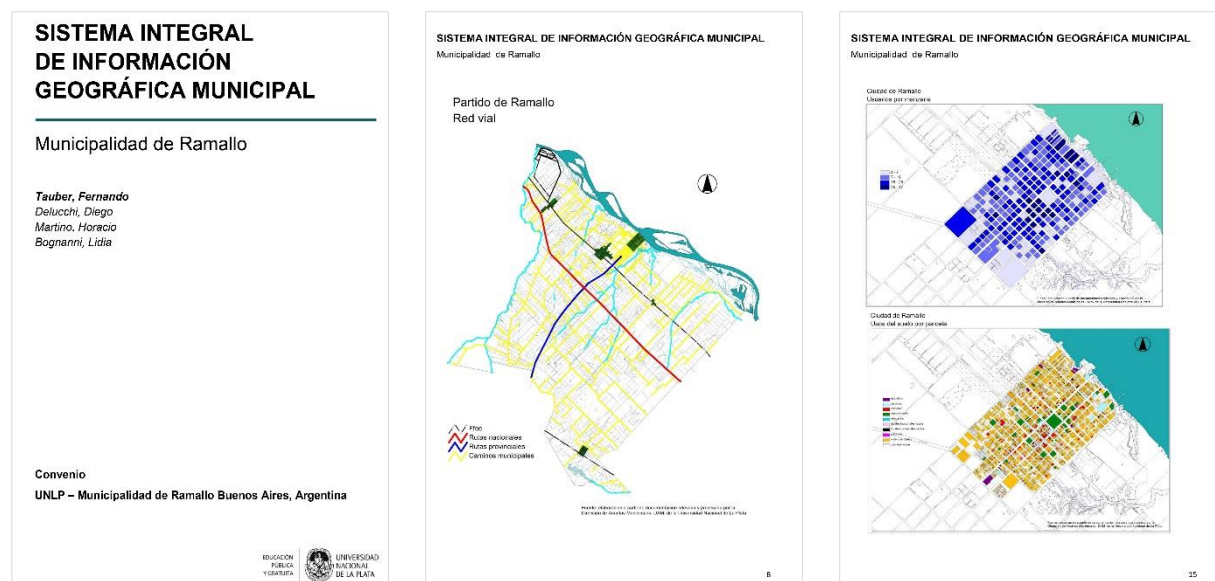 SISTEMA INTEGRAL
DE INFORMACIÓN
GEOGRÁFICA MUNICIPAL
Municipalidad de Ramallo
Tauber, Fernando
Delucchi, Diego
Martino, Horacio
Bognanni, Lidia
Convenio
UNLP – Municipalidad de Ramallo Buenos Aires, Argentina
EDUCACIÓN
PÚBLICA
Y GRATUITA
UNIVERSIDAD
NACIONAL
DE LA PLATA
SISTEMA INTEGRAL DE INFORMACIÓN GEOGRÁFICA MUNICIPAL
Municipalidad de Ramallo
Partido de Ramallo
Red vial
Rutas nacionales
Rutas provinciales
Caminos municipales
8
SISTEMA INTEGRAL DE INFORMACIÓN GEOGRÁFICA MUNICIPAL
Municipalidad de Ramallo
Ciudad de Ramallo
Usuarios por manzana
Ciudad de Ramallo
Usos del suelo por parcela
15